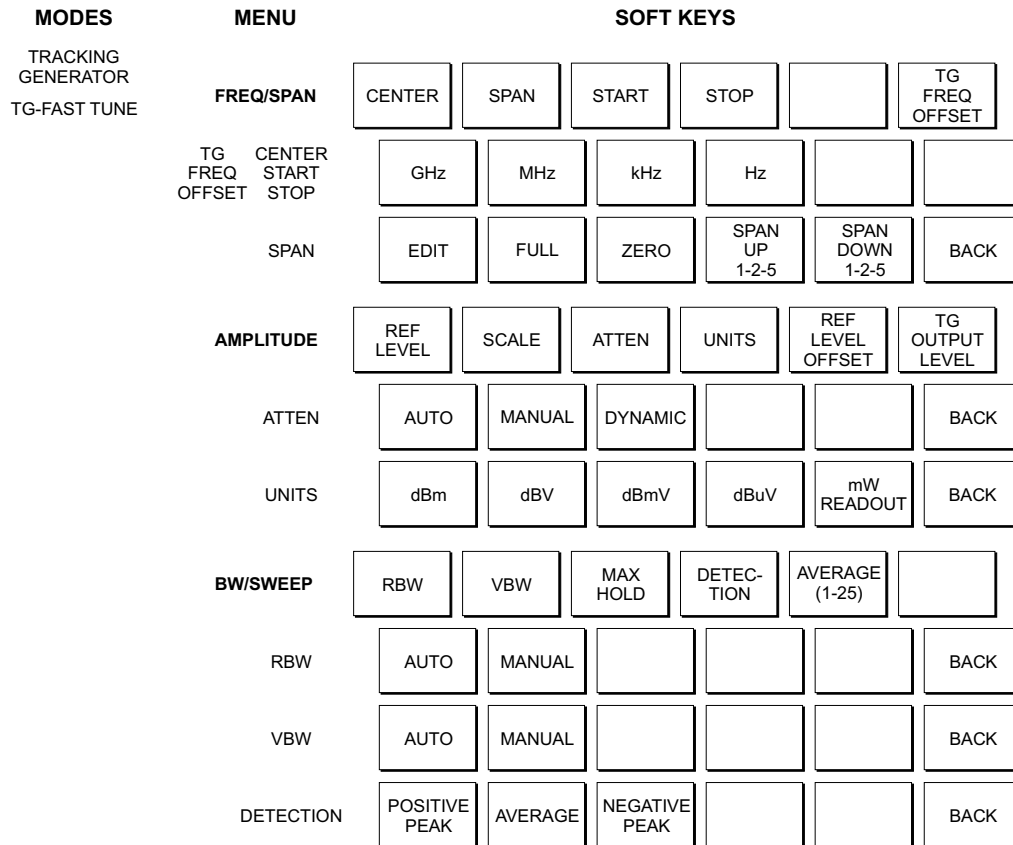 MODES MENU SOFT KEYS
TRACKING
GENERATOR
TG-FAST TUNE
FREQ/SPAN
CENTER
SPAN
START
STOP
TG
FREQ
OFFSET
TG
FREQ
OFFSET
CENTER
START
STOP
GHz
MHz
kHz
Hz
SPAN
EDIT
FULL
ZERO
SPAN
UP
1-2-5
SPAN
DOWN
1-2-5
BACK
AMPLITUDE
REF
LEVEL
SCALE
ATTEN
UNITS
REF
LEVEL
OFFSET
TG
OUTPUT
LEVEL
ATTEN
AUTO
MANUAL
DYNAMIC
BACK
UNITS
dBm
dBV
dBmV
dBuV
mW
READOUT
BACK
BW/SWEEP
RBW
VBW
MAX
HOLD
DETEC-
TION
AVERAGE
(1-25)
RBW
AUTO
MANUAL
BACK
VBW
AUTO
MANUAL
BACK
DETECTION
POSITIVE
PEAK
AVERAGE
NEGATIVE
PEAK
BACK